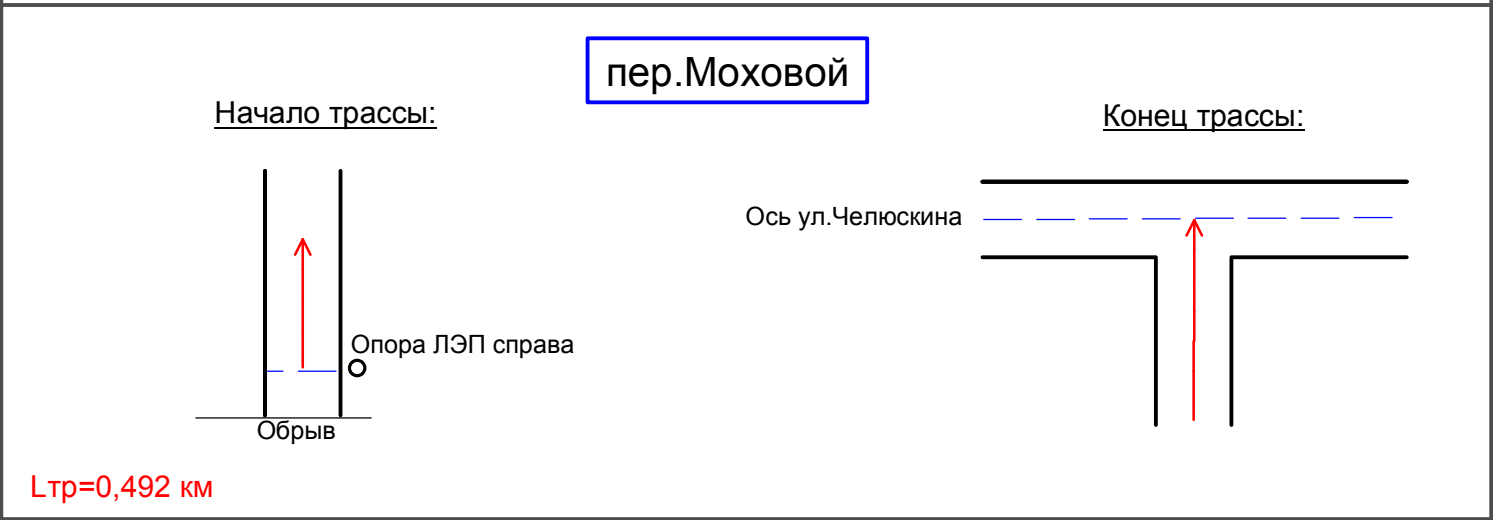 пер.Моховой
Начало трассы:
Конец трассы:
Ось ул.Челюскина
Опора ЛЭП справа
Обрыв
Lтр=0,492 км